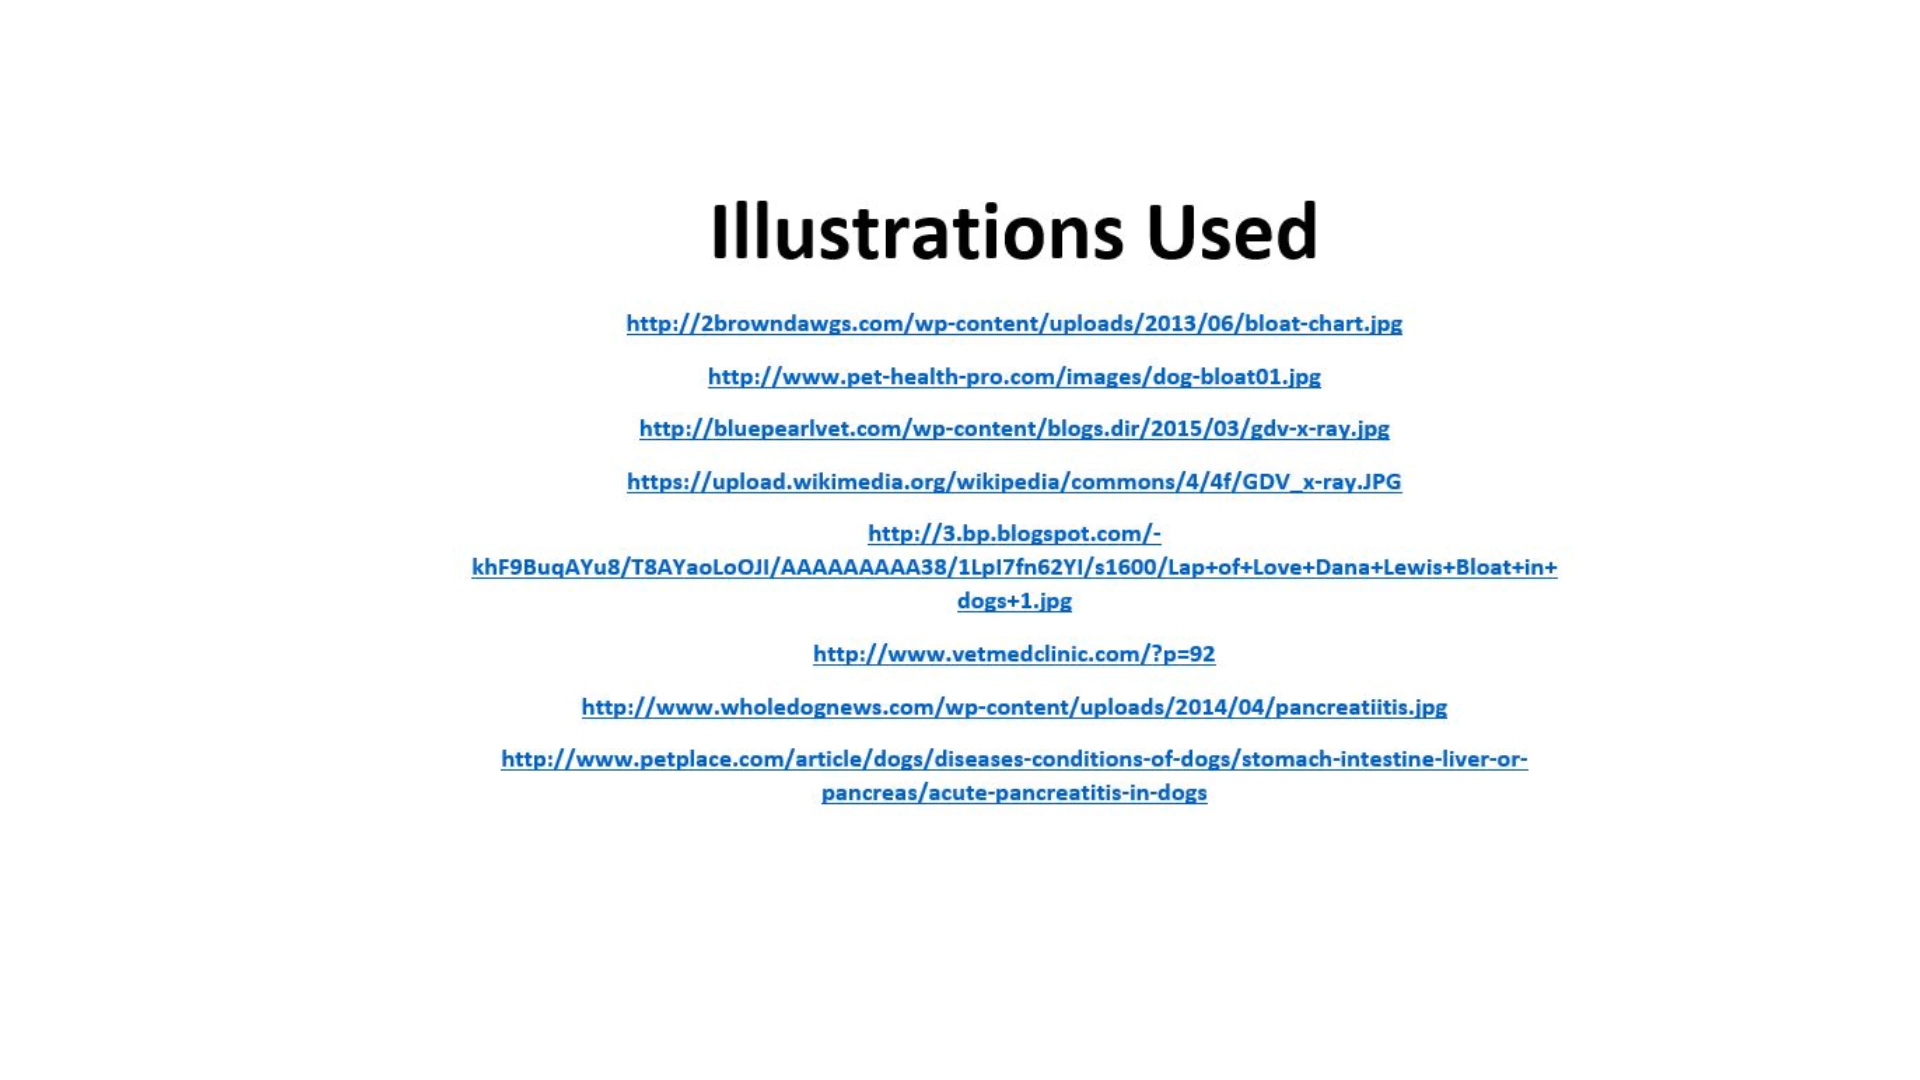 Illustrations Used
http://2browndawgs.com/wp-content/uploads/2013/06/bloat-chart.jpg
http://www.pet-health-pro.com/images/dog-bloat01.jpg
http://bluepearlvet.com/wp-content/blogs.dir/2015/03/gdv-x-ray.jpg
https://upload.wikimedia.org/wikipedia/commons/4/4f/GDV_x-ray.JPG
http://3.bp.blogspot.com/-
khF9BuqAYu8/T8AYaoLoOJI/AAAAAAAAA38/1LpI7fn62YI/s1600/Lap+of+Love+Dana+Lewis+Bloat+in+
dogs+1.jpg
http://www.vetmedclinic.com/?p=92
http://www.wholedognews.com/wp-content/uploads/2014/04/pancreatiitis.jpg
http://www.petplace.com/article/dogs/diseases-conditions-of-dogs/stomach-intestine-liver-or-
pancreas/acute-pancreatitis-in-dogs